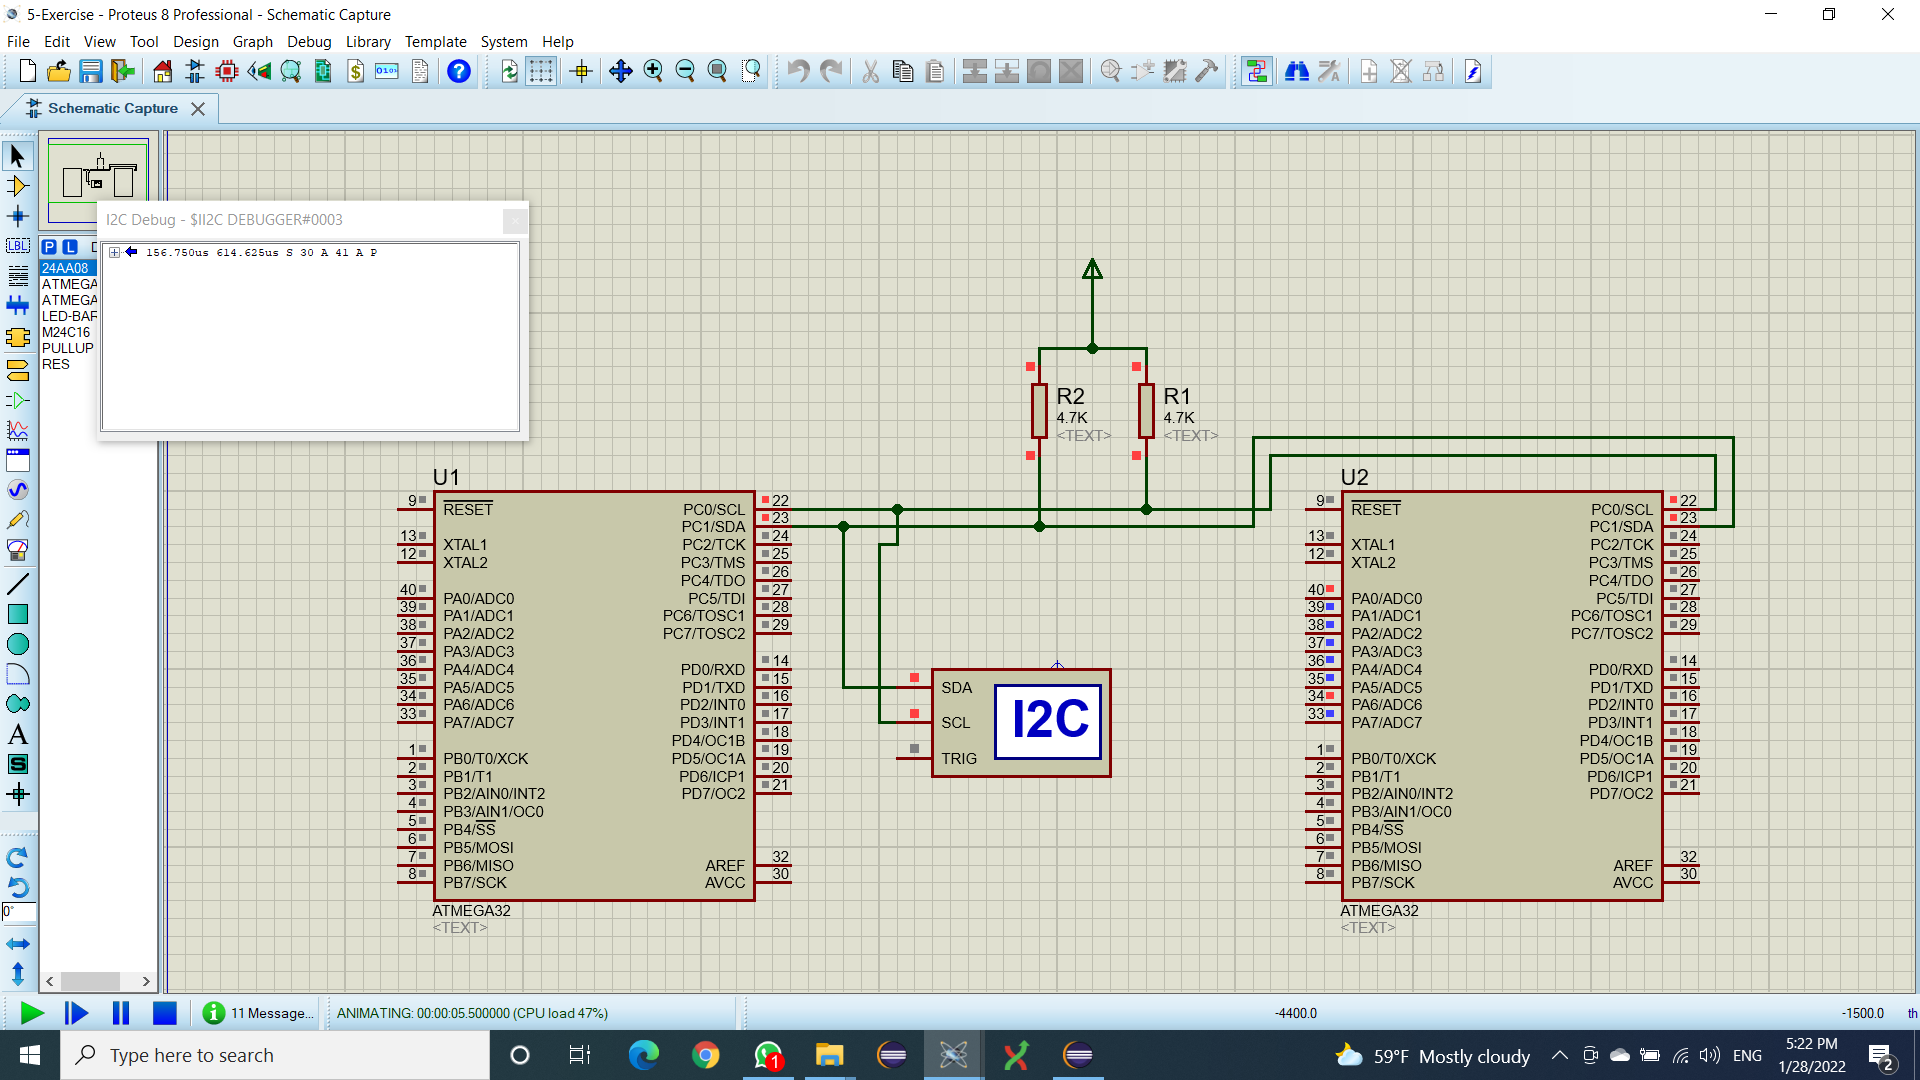 5-Exercise - Proteus 8 Professional - Schematic Capture
File Edit View Tool Design Graph Debug Library Template System Help
Schematic Capture
I2C Debug - $II2C DEBUGGER#0003
156.750us 614.625us S 30 A 41 A P
P L D
24AA08
ATMEGA
ATMEGA
LED-BAR
M24C16
PULLUP
RES
LBL
A
S
0°
R2
4.7K
<TEXT>
R1
4.7K
<TEXT>
U1
9 RESET
13 XTAL1
12 XTAL2
40 PA0/ADC0
39 PA1/ADC1
38 PA2/ADC2
37 PA3/ADC3
36 PA4/ADC4
35 PA5/ADC5
34 PA6/ADC6
33 PA7/ADC7
1 PB0/T0/XCK
2 PB1/T1
3 PB2/AIN0/INT2
4 PB3/AIN1/OC0
5 PB4/SS
6 PB5/MOSI
7 PB6/MISO
8 PB7/SCK
PC0/SCL 22
PC1/SDA 23
PC2/TCK 24
PC3/TMS 25
PC4/TDO 26
PC5/TDI 27
PC6/TOSC1 28
PC7/TOSC2 29
PD0/RXD 14
PD1/TXD 15
PD2/INT0 16
PD3/INT1 17
PD4/OC1B 18
PD5/OC1A 19
PD6/ICP1 20
PD7/OC2 21
AREF 32
AVCC 30
ATMEGA32
<TEXT>
SDA
SCL
TRIG
I2C
U2
9 RESET
13 XTAL1
12 XTAL2
40 PA0/ADC0
39 PA1/ADC1
38 PA2/ADC2
37 PA3/ADC3
36 PA4/ADC4
35 PA5/ADC5
34 PA6/ADC6
33 PA7/ADC7
1 PB0/T0/XCK
2 PB1/T1
3 PB2/AIN0/INT2
4 PB3/AIN1/OC0
5 PB4/SS
6 PB5/MOSI
7 PB6/MISO
8 PB7/SCK
PC0/SCL 22
PC1/SDA 23
PC2/TCK 24
PC3/TMS 25
PC4/TDO 26
PC5/TDI 27
PC6/TOSC1 28
PC7/TOSC2 29
PD0/RXD 14
PD1/TXD 15
PD2/INT0 16
PD3/INT1 17
PD4/OC1B 18
PD5/OC1A 19
PD6/ICP1 20
PD7/OC2 21
AREF 32
AVCC 30
ATMEGA32
<TEXT>
11 Message... ANIMATING: 00:00:05.500000 (CPU load 47%) -4400.0 -1500.0 th
Type here to search
1
59°F Mostly cloudy
ENG
5:22 PM
1/28/2022
2